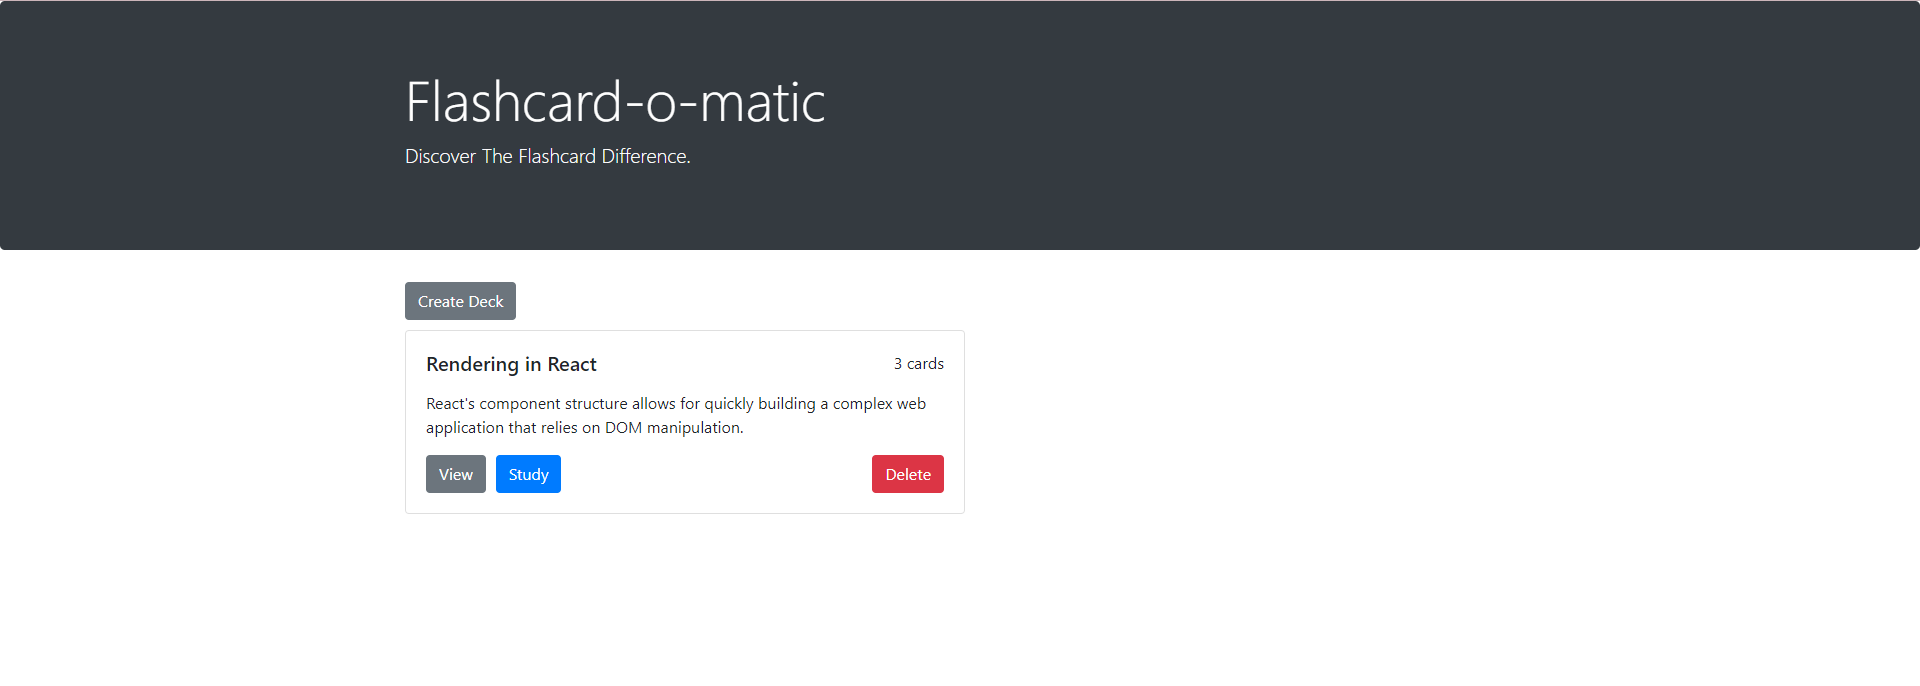 Flashcard-o-matic
Discover The Flashcard Difference.
Create Deck
Rendering in React
3 cards
React's component structure allows for quickly building a complex web
application that relies on DOM manipulation.
View
Study
Delete